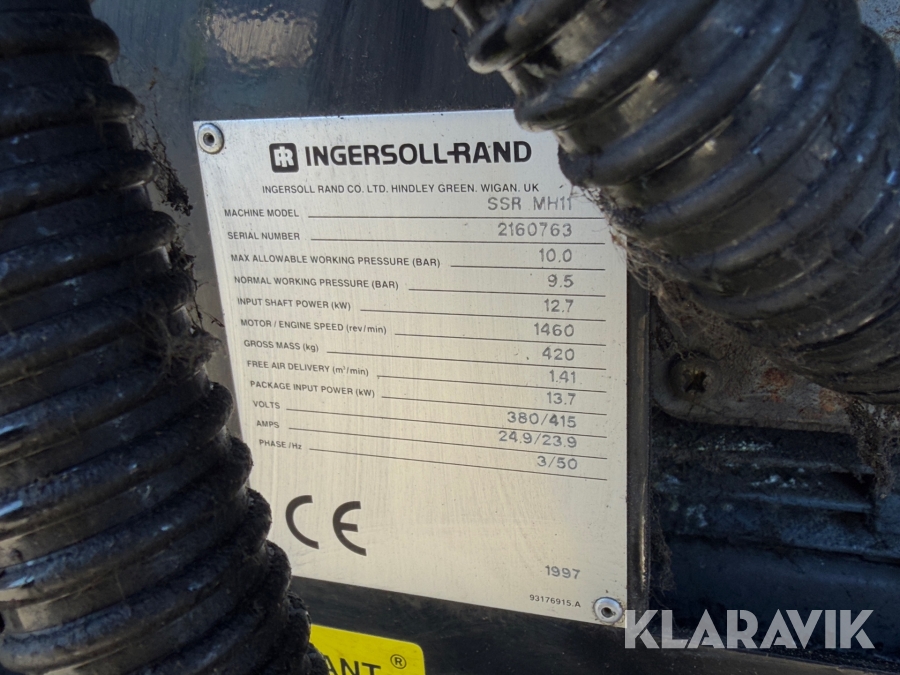 IR INGERSOLL-RAND
INGERSOLL RAND CO. LTD. HINDLEY GREEN. WIGAN. UK
MACHINE MODEL SSR MH11
SERIAL NUMBER 2160763
MAX ALLOWABLE WORKING PRESSURE (BAR) 10.0
NORMAL WORKING PRESSURE (BAR) 9.5
INPUT SHAFT POWER (kW) 12.7
MOTOR / ENGINE SPEED (rev/min) 1460
GROSS MASS (kg) 420
FREE AIR DELIVERY (m³/min) 1.41
PACKAGE INPUT POWER (kW) 13.7
VOLTS 380/415
AMPS 24.9/23.9
PHASE/Hz 3/50
CE
1997
93176915.A
KLARAVIK
ANT ®